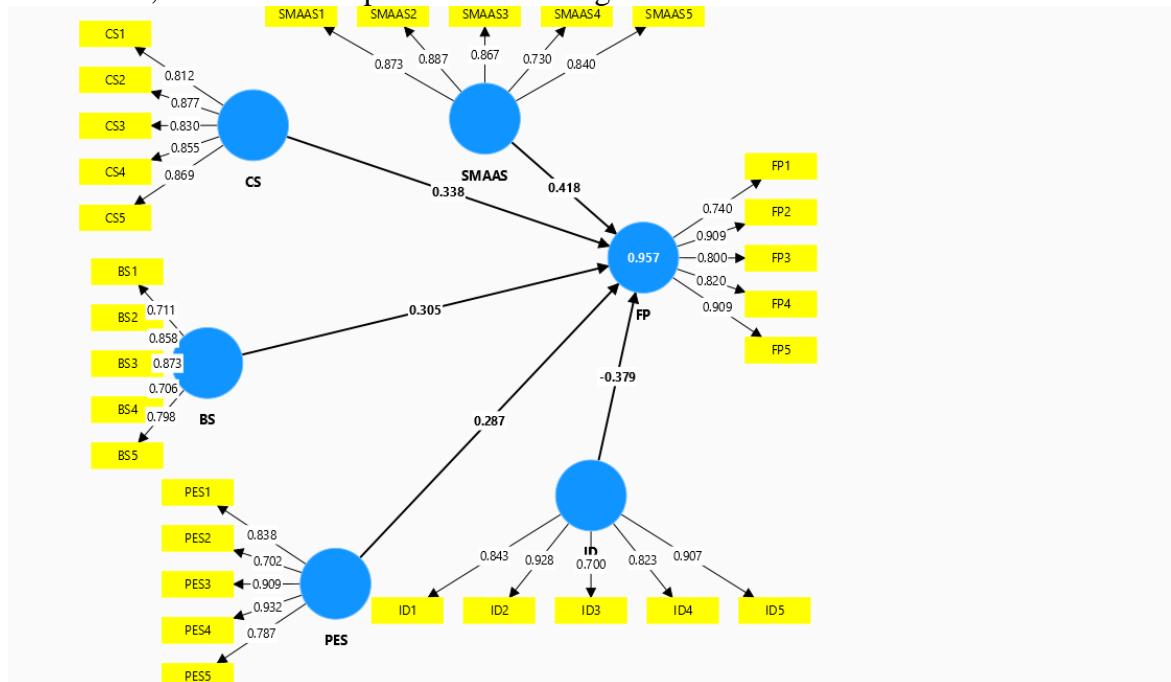 SMAAS1 SMAAS2 SMAAS3 SMAAS4 SMAAS5
0.873 0.887 0.867 0.730 0.840
SMAAS
CS1
CS2
CS3
CS4
CS5
0.812
0.877
0.830
0.855
0.869
CS
0.338
0.418
BS1
BS2
BS3
BS4
BS5
0.711
0.858
0.873
0.706
0.798
BS
0.305
FP1
FP2
FP3
FP4
FP5
0.740
0.909
0.800
0.820
0.909
0.957
FP
-0.379
0.287
PES1
PES2
PES3
PES4
PES5
0.838
0.702
0.909
0.932
0.787
PES
ID
0.843 0.928 0.700 0.823 0.907
ID1 ID2 ID3 ID4 ID5